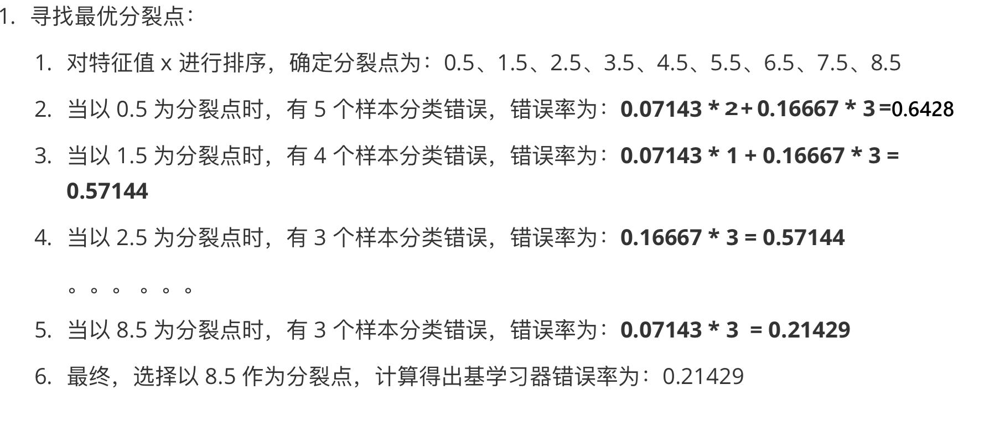 1. 寻找最优分裂点：
1. 对特征值 x 进行排序，确定分裂点为：0.5、1.5、2.5、3.5、4.5、5.5、6.5、7.5、8.5
2. 当以 0.5 为分裂点时，有 5 个样本分类错误，错误率为：0.07143 * 2 + 0.16667 * 3 =0.6428
3. 当以 1.5 为分裂点时，有 4 个样本分类错误，错误率为：0.07143 * 1 + 0.16667 * 3 =
0.57144
4. 当以 2.5 为分裂点时，有 3 个样本分类错误，错误率为：0.16667 * 3 = 0.57144
。。。 。。。
5. 当以 8.5 为分裂点时，有 3 个样本分类错误，错误率为：0.07143 * 3 = 0.21429
6. 最终，选择以 8.5 作为分裂点，计算得出基学习器错误率为：0.21429